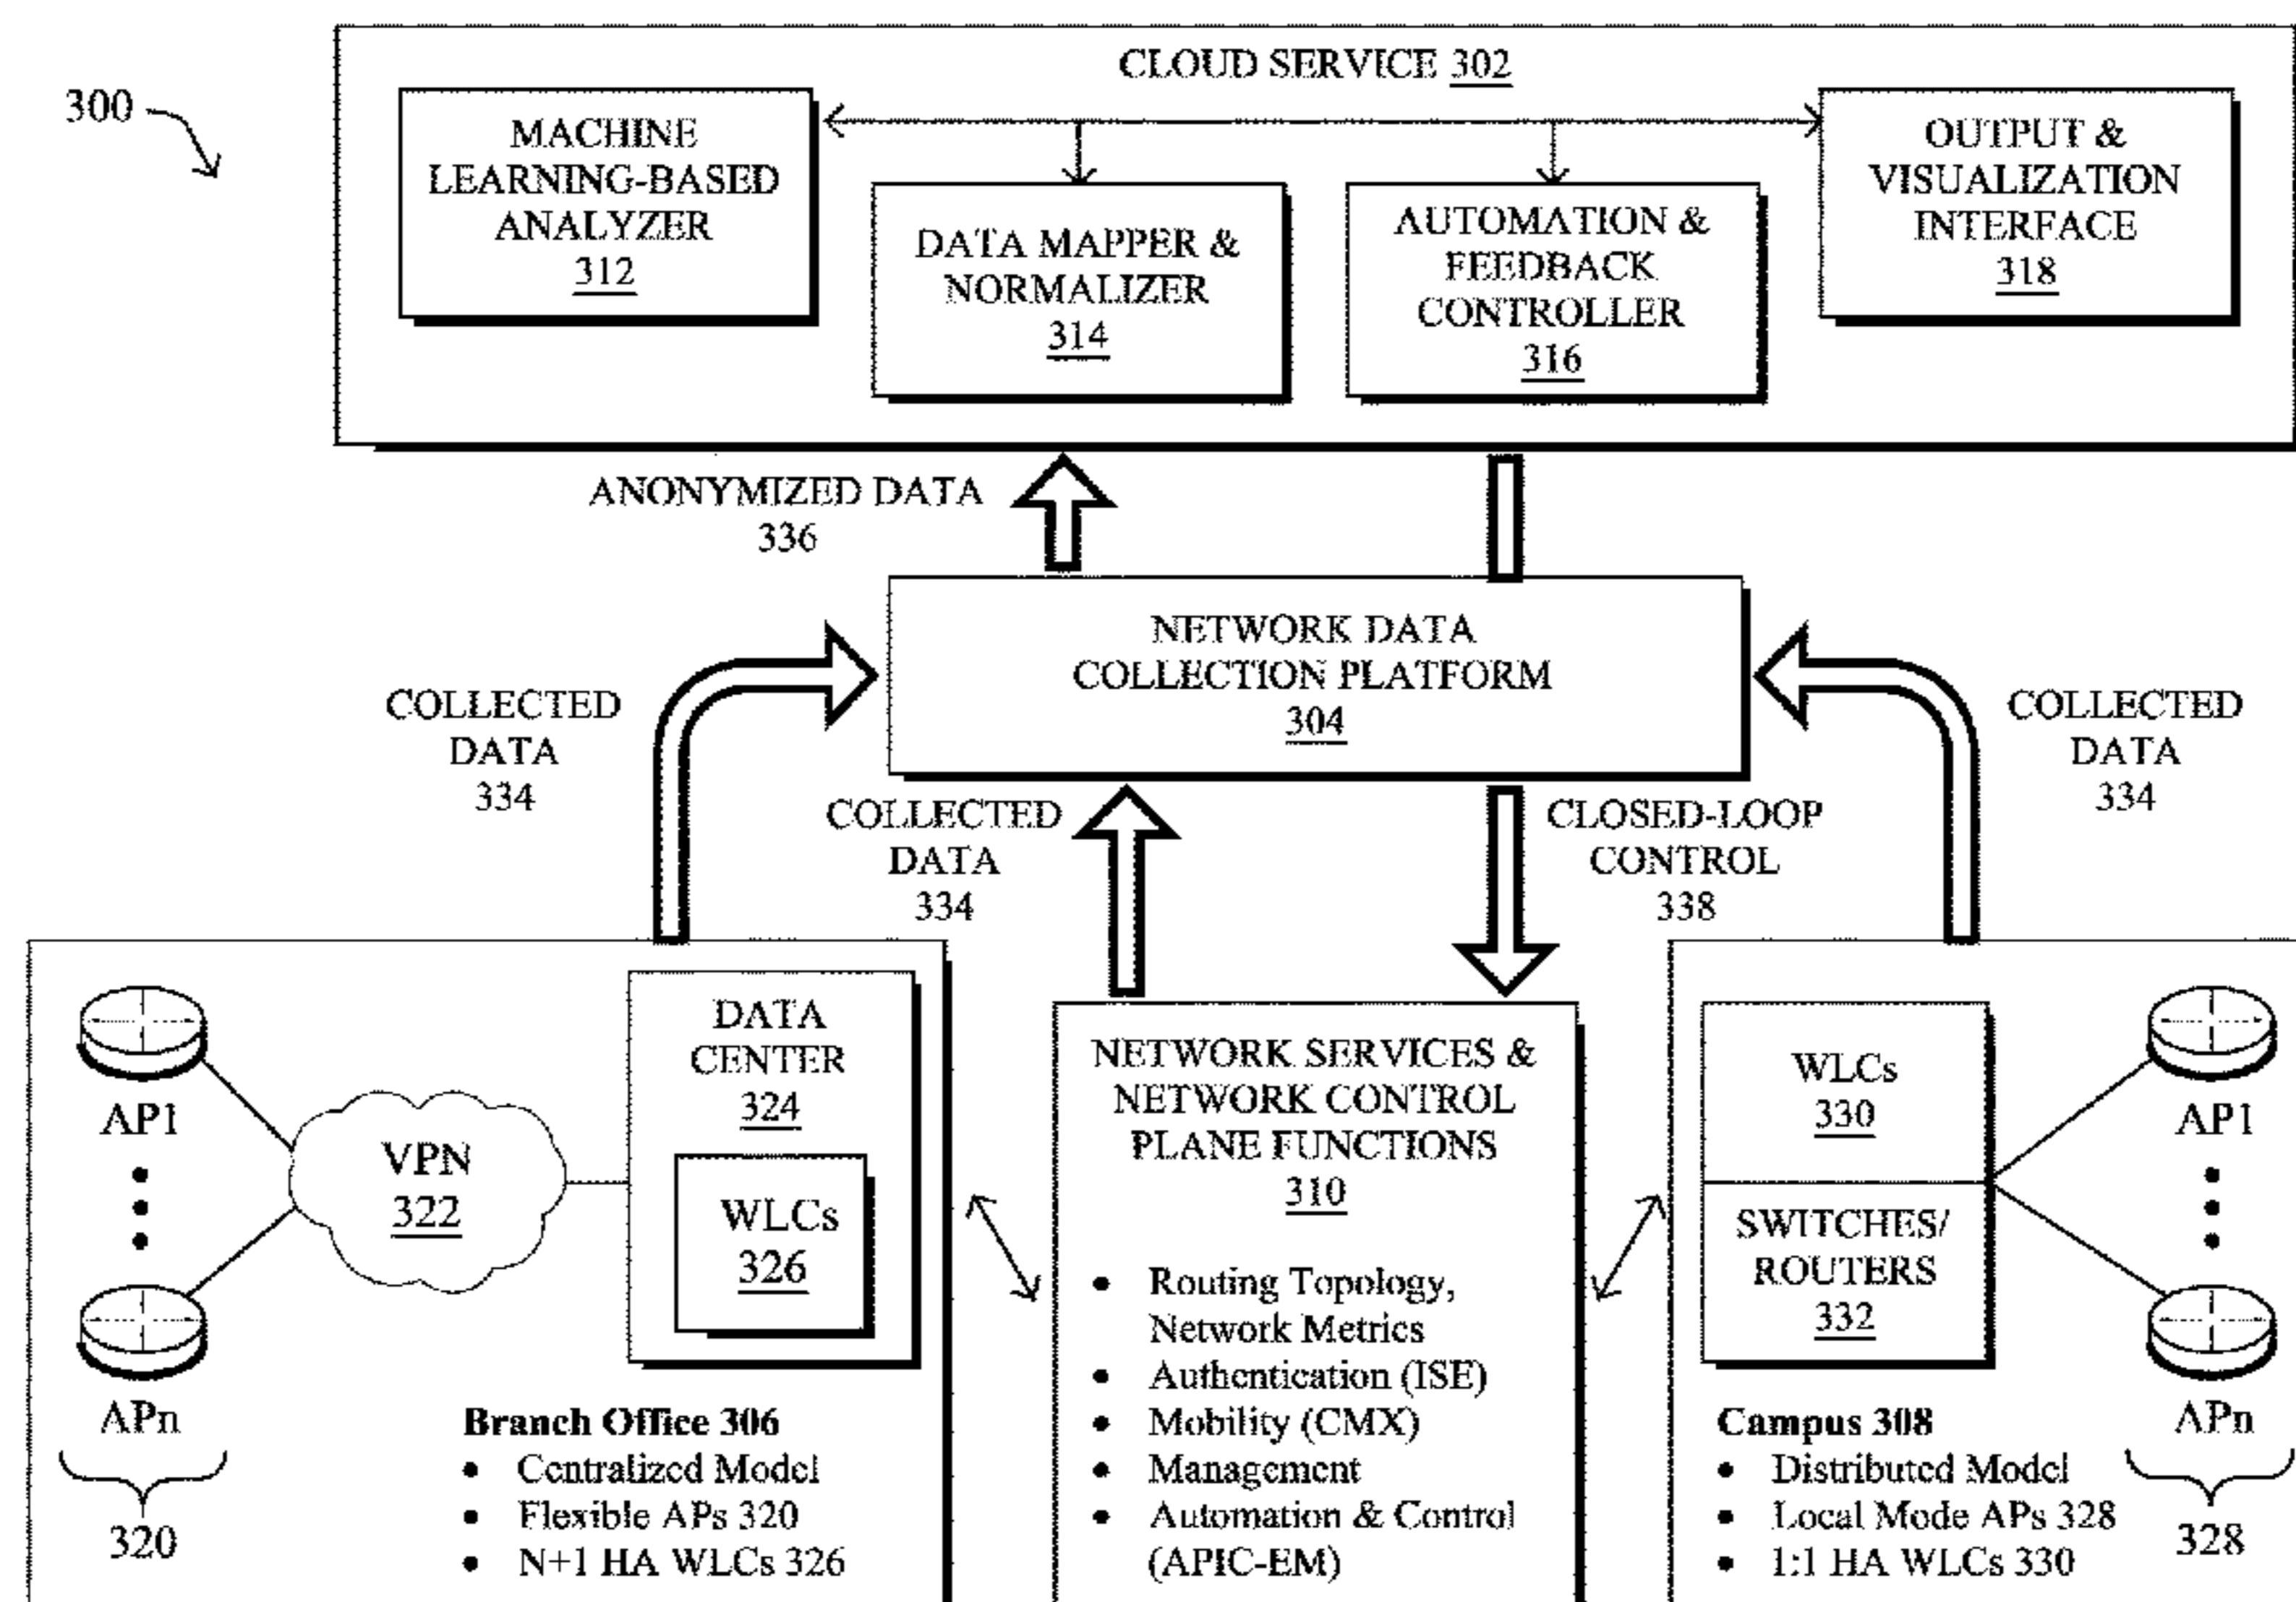 300
CLOUD SERVICE 302
MACHINE
LEARNING-BASED
ANALYZER
312
DATA MAPPER &
NORMALIZER
314
AUTOMATION &
FEEDBACK
CONTROLLER
316
OUTPUT &
VISUALIZATION
INTERFACE
318
ANONYMIZED DATA
336
NETWORK DATA
COLLECTION PLATFORM
304
COLLECTED
DATA
334
COLLECTED
DATA
334
CLOSED-LOOP
CONTROL
338
COLLECTED
DATA
334
AP1
APn
320
VPN
322
DATA
CENTER
324
WLCs
326
Branch Office 306
• Centralized Model
• Flexible APs 320
• N+1 HA WLCs 326
NETWORK SERVICES &
NETWORK CONTROL
PLANE FUNCTIONS
310
• Routing Topology,
Network Metrics
• Authentication (ISE)
• Mobility (CMX)
• Management
• Automation & Control
(APIC-EM)
WLCs
330
SWITCHES/
ROUTERS
332
AP1
APn
328
Campus 308
• Distributed Model
• Local Mode APs 328
• 1:1 HA WLCs 330